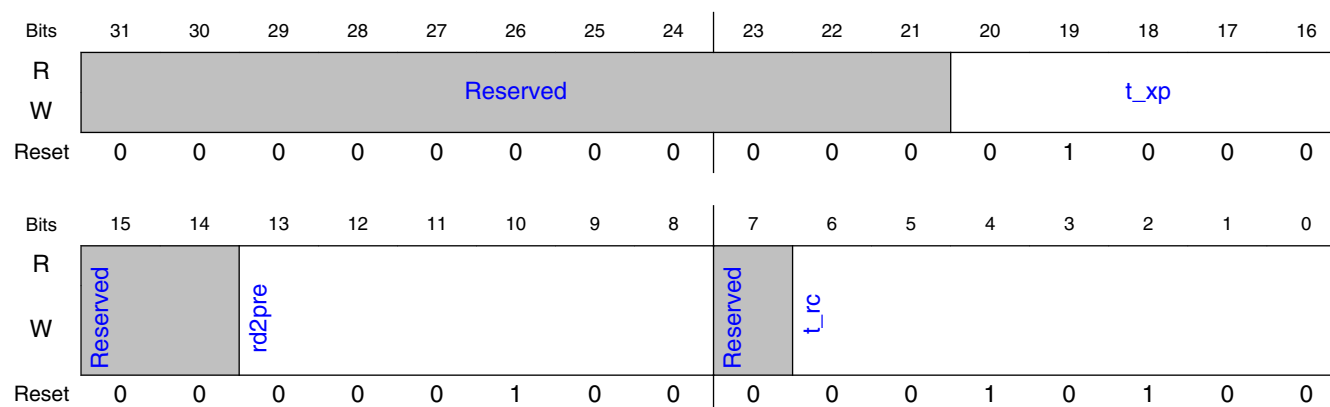 Bits 31 30 29 28 27 26 25 24 23 22 21 20 19 18 17 16
R
Reserved t_xp
W
Reset 0 0 0 0 0 0 0 0 0 0 0 0 1 0 0 0
Bits 15 14 13 12 11 10 9 8 7 6 5 4 3 2 1 0
R
Reserved rd2pre Reserved t_rc
W
Reset 0 0 0 0 0 1 0 0 0 0 0 1 0 1 0 0